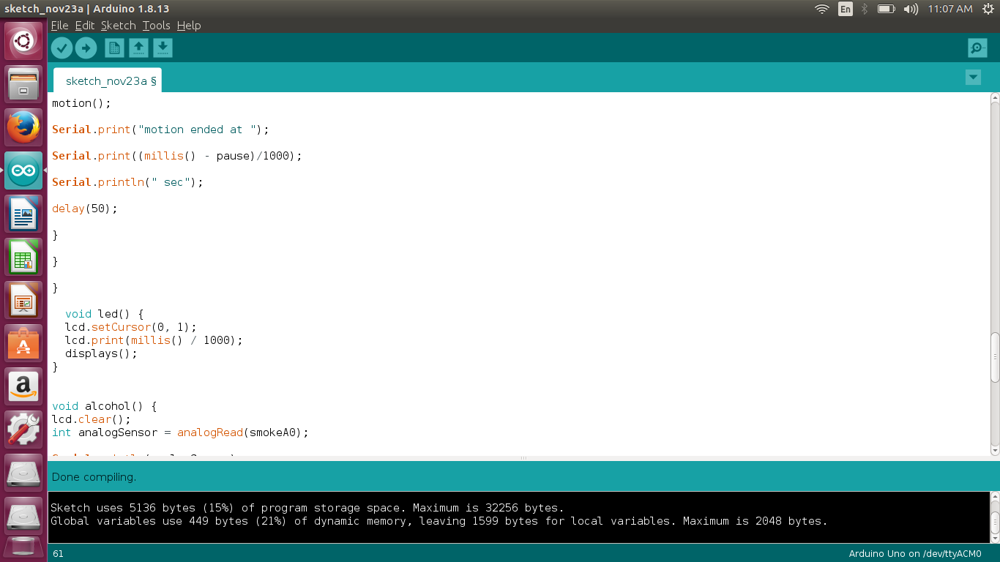 sketch_nov23a | Arduino 1.8.13
En
11:07 AM
File Edit Sketch Tools Help
sketch_nov23a §
motion();
Serial.print("motion ended at ");
Serial.print((millis() - pause)/1000);
Serial.println(" sec");
delay(50);
}
}
}
void led() {
lcd.setCursor(0, 1);
lcd.print(millis() / 1000);
displays();
}
void alcohol() {
lcd.clear();
int analogSensor = analogRead(smokeA0);
Done compiling.
Sketch uses 5136 bytes (15%) of program storage space. Maximum is 32256 bytes.
Global variables use 449 bytes (21%) of dynamic memory, leaving 1599 bytes for local variables. Maximum is 2048 bytes.
61
Arduino Uno on /dev/ttyACM0